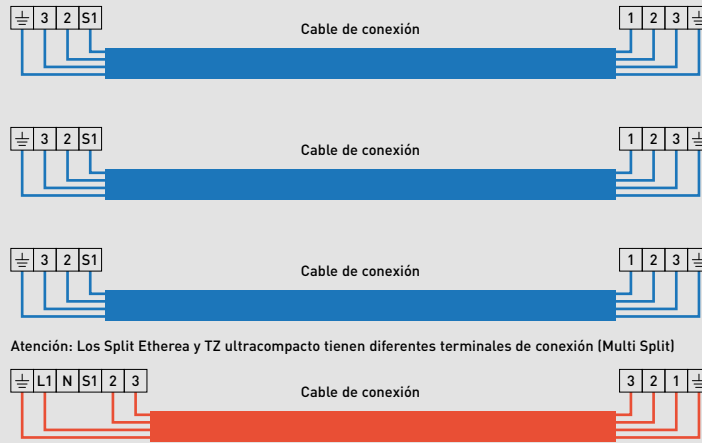 ⏚ 3 2 S1 Cable de conexión 1 2 3 ⏚
⏚ 3 2 S1 Cable de conexión 1 2 3 ⏚
⏚ 3 2 S1 Cable de conexión 1 2 3 ⏚
Atención: Los Split Etherea y TZ ultracompacto tienen diferentes terminales de conexión (Multi Split)
⏚ L1 N S1 2 3 Cable de conexión 3 2 1 ⏚